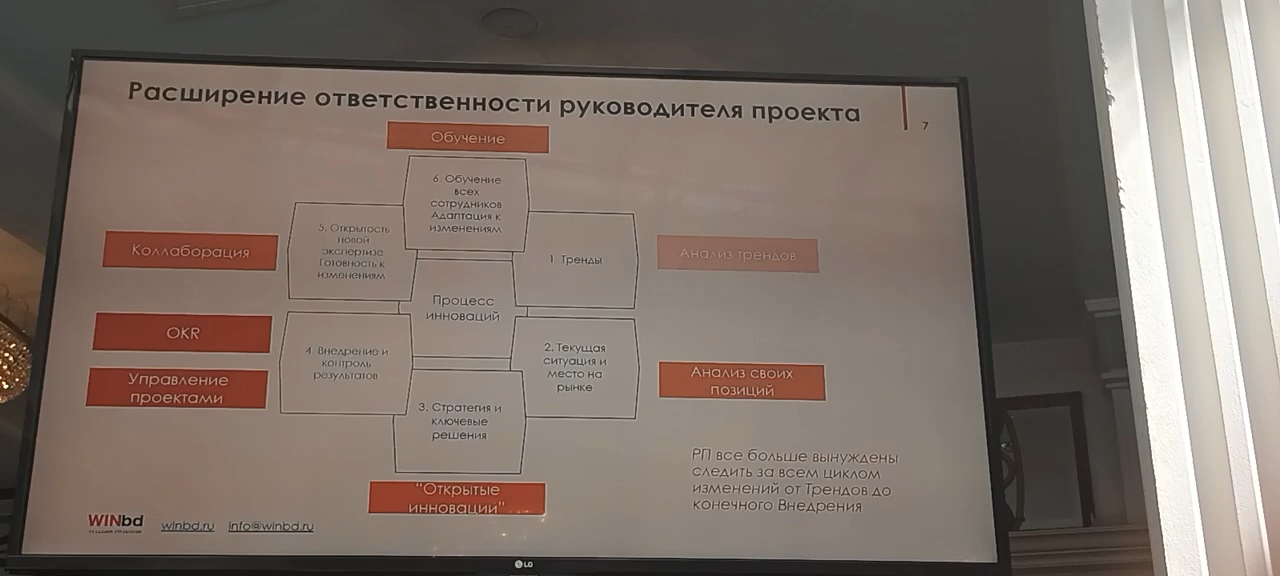 Расширение ответственности руководителя проекта
7
Обучение
6. Обучение
всех
сотрудников
Адаптация к
изменениям
5. Открытость
новой
экспертизе
Готовность к
изменениям
Коллаборация
1. Тренды
Анализ трендов
Процесс
инноваций
OKR
Управление
проектами
4. Внедрение и
контроль
результатов
2. Текущая
ситуация и
место на
рынке
Анализ своих
позиций
3. Стратегия и
ключевые
решения
"Открытые
инновации"
РП все больше вынуждены
следить за всем циклом
изменений от Трендов до
конечного Внедрения
WINbd
winbd.ru info@winbd.ru
LG